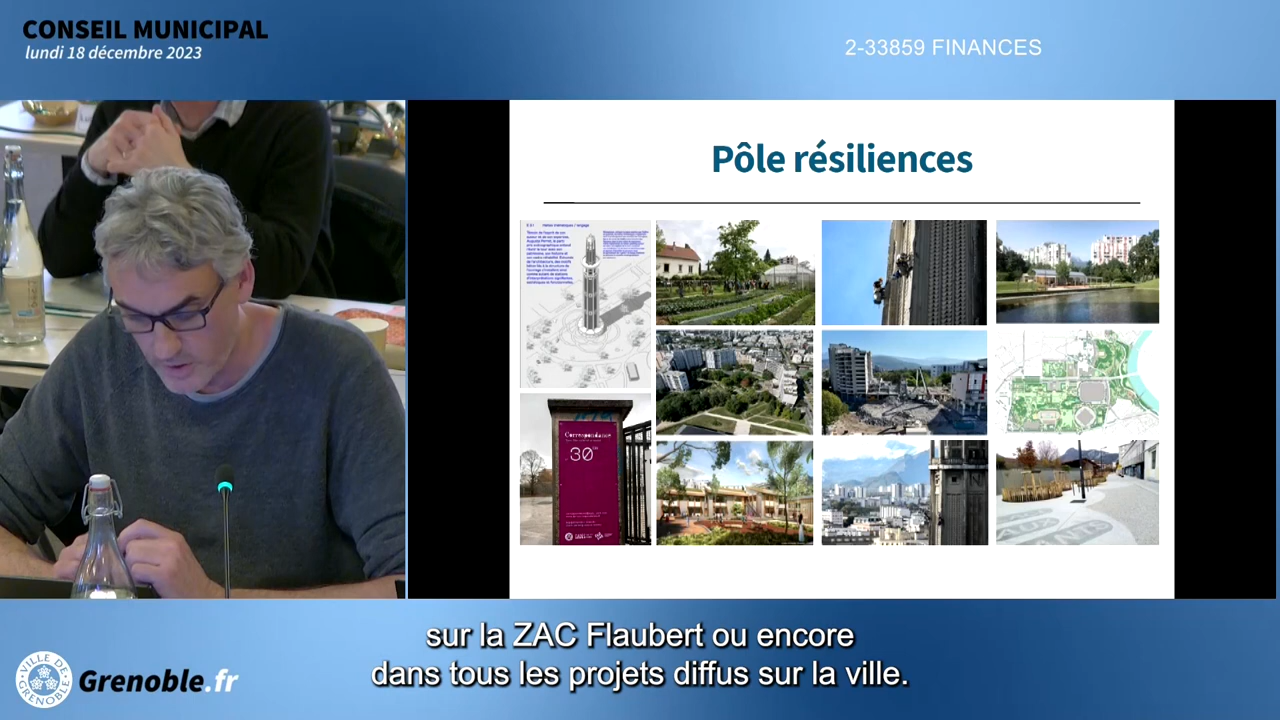 CONSEIL MUNICIPAL
lundi 18 décembre 2023
2-33859 FINANCES
Pôle résiliences
Correspondance
30
sur la ZAC Flaubert ou encore
dans tous les projets diffus sur la ville.
VILLE DE GRENOBLE
Grenoble.fr